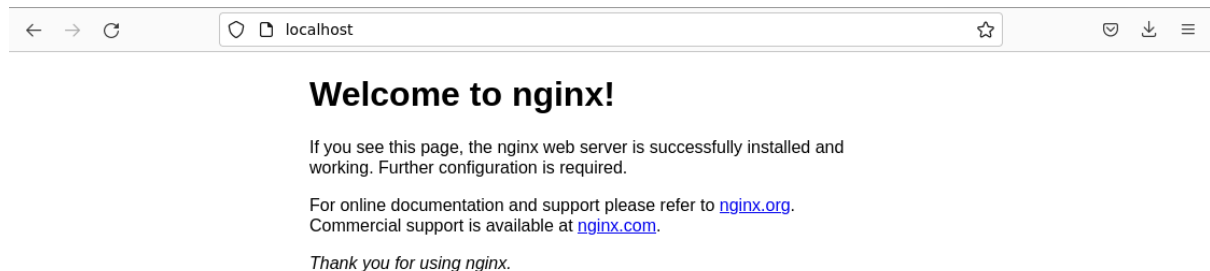 localhost
Welcome to nginx!
If you see this page, the nginx web server is successfully installed and
working. Further configuration is required.
For online documentation and support please refer to nginx.org.
Commercial support is available at nginx.com.
Thank you for using nginx.